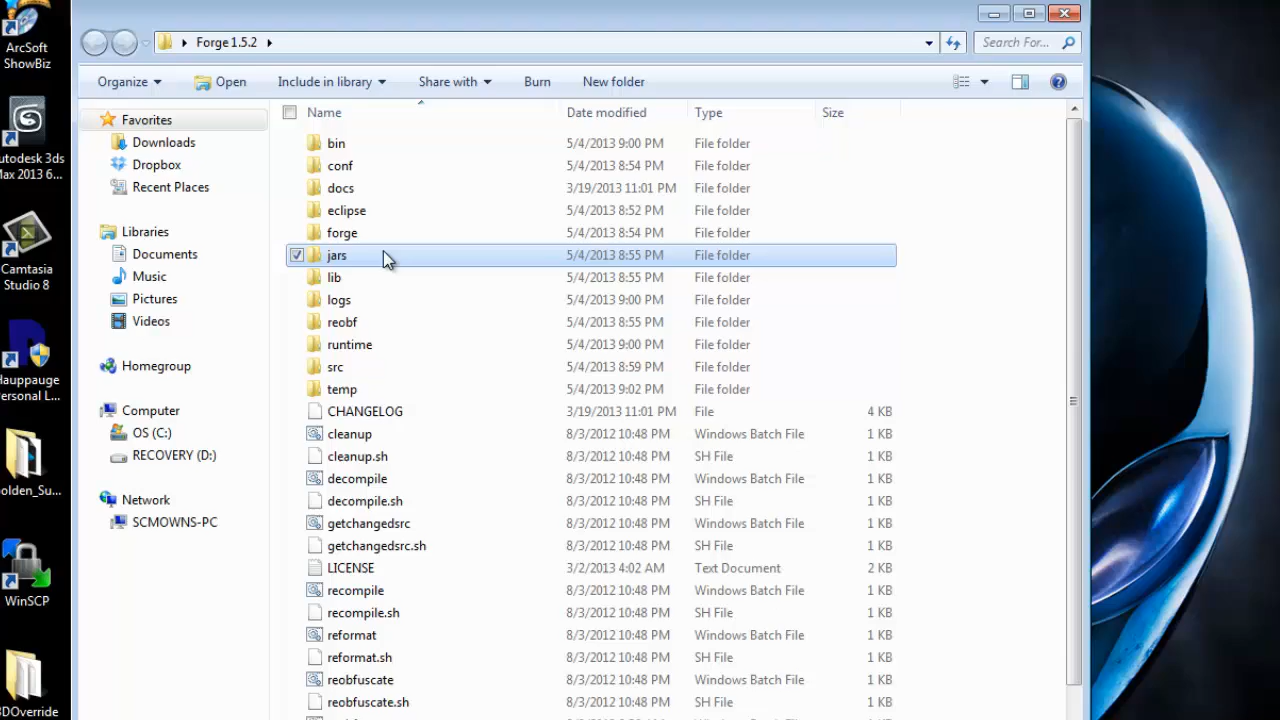 ArcSoft
ShowBiz
Autodesk 3ds
Max 2013 6...
Camtasia
Studio 8
Hauppauge
Personal L...
Golden_Su...
WinSCP
3DOverride
Forge 1.5.2
Search For...
Organize Open Include in library Share with Burn New folder
Name Date modified Type Size
Favorites
Downloads
Dropbox
Recent Places
Libraries
Documents
Music
Pictures
Videos
Homegroup
Computer
OS (C:)
RECOVERY (D:)
Network
SCMOWNS-PC
bin 5/4/2013 9:00 PM File folder
conf 5/4/2013 8:54 PM File folder
docs 3/19/2013 11:01 PM File folder
eclipse 5/4/2013 8:52 PM File folder
forge 5/4/2013 8:54 PM File folder
jars 5/4/2013 8:55 PM File folder
lib 5/4/2013 8:55 PM File folder
logs 5/4/2013 9:00 PM File folder
reobf 5/4/2013 8:55 PM File folder
runtime 5/4/2013 9:00 PM File folder
src 5/4/2013 8:59 PM File folder
temp 5/4/2013 9:02 PM File folder
CHANGELOG 3/19/2013 11:01 PM File 4 KB
cleanup 8/3/2012 10:48 PM Windows Batch File 1 KB
cleanup.sh 8/3/2012 10:48 PM SH File 1 KB
decompile 8/3/2012 10:48 PM Windows Batch File 1 KB
decompile.sh 8/3/2012 10:48 PM SH File 1 KB
getchangedsrc 8/3/2012 10:48 PM Windows Batch File 1 KB
getchangedsrc.sh 8/3/2012 10:48 PM SH File 1 KB
LICENSE 3/2/2013 4:02 AM Text Document 2 KB
recompile 8/3/2012 10:48 PM Windows Batch File 1 KB
recompile.sh 8/3/2012 10:48 PM SH File 1 KB
reformat 8/3/2012 10:48 PM Windows Batch File 1 KB
reformat.sh 8/3/2012 10:48 PM SH File 1 KB
reobfuscate 8/3/2012 10:48 PM Windows Batch File 1 KB
reobfuscate.sh 8/3/2012 10:48 PM SH File 1 KB